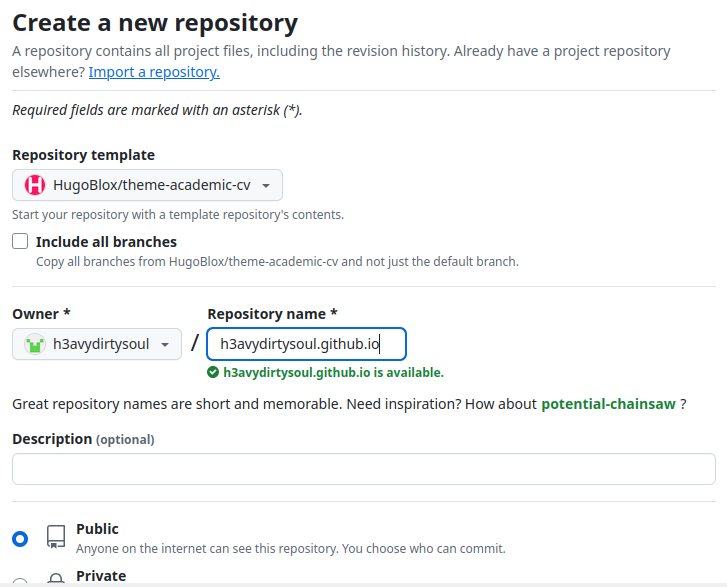 Create a new repository
A repository contains all project files, including the revision history. Already have a project repository
elsewhere? Import a repository.
Required fields are marked with an asterisk (*).
Repository template
HugoBlox/theme-academic-cv
Start your repository with a template repository's contents.
Include all branches
Copy all branches from HugoBlox/theme-academic-cv and not just the default branch.
Owner * Repository name *
h3avydirtysoul / h3avydirtysoul.github.io
h3avydirtysoul.github.io is available.
Great repository names are short and memorable. Need inspiration? How about potential-chainsaw ?
Description (optional)
Public
Anyone on the internet can see this repository. You choose who can commit.
Private